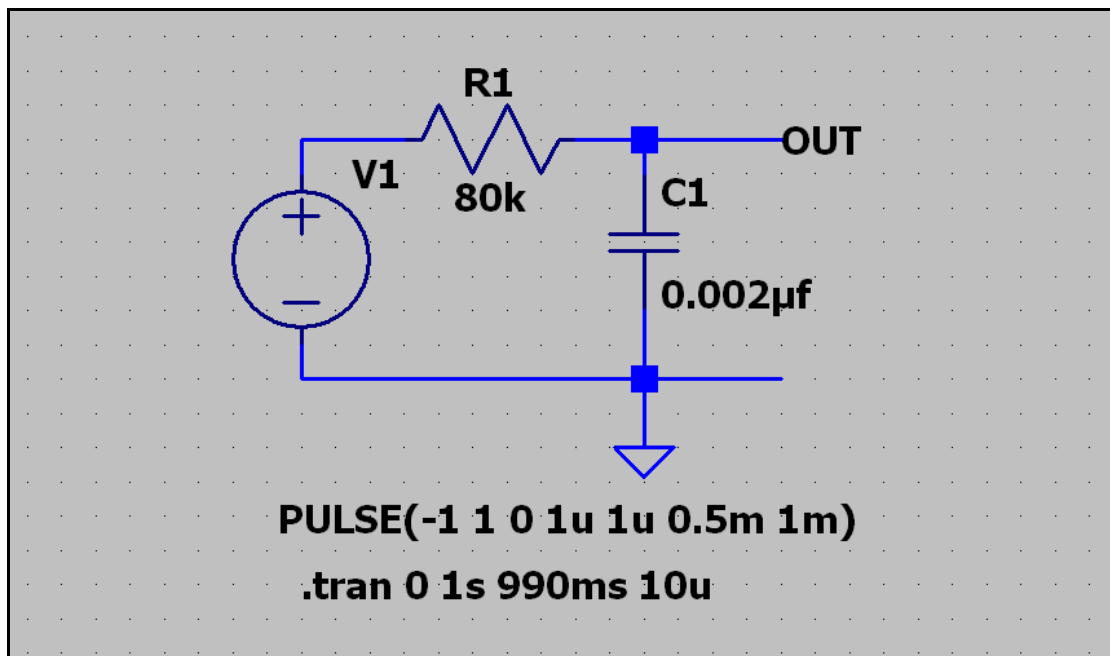 R1
OUT
V1
80k
C1
0.002µf
PULSE(-1 1 0 1u 1u 0.5m 1m)
.tran 0 1s 990ms 10u